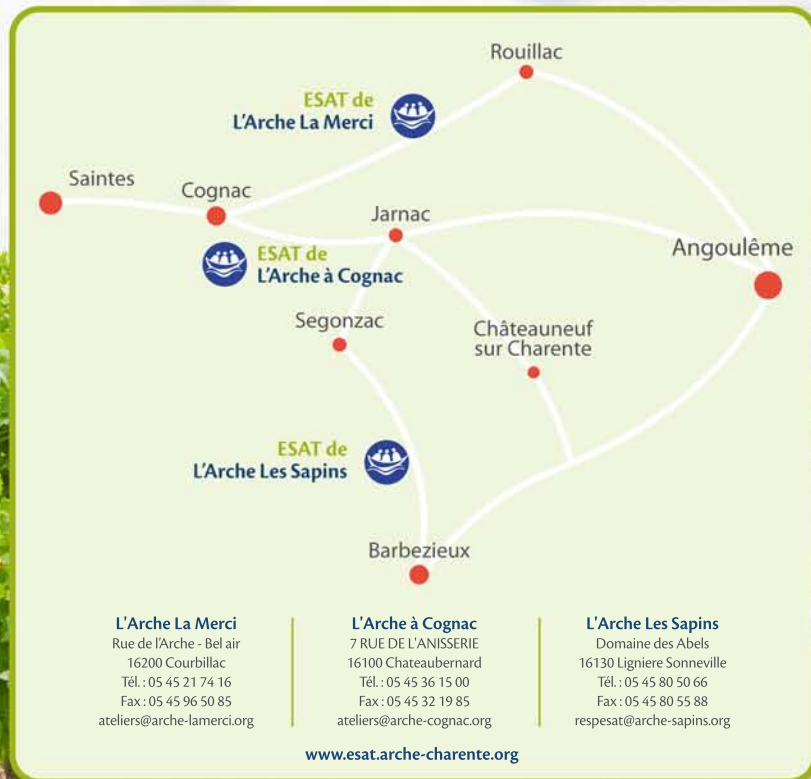 Rouillac
ESAT de
L'Arche La Merci
Saintes
Cognac
Jarnac
Angoulême
ESAT de
L'Arche à Cognac
Segonzac
Châteauneuf
sur Charente
ESAT de
L'Arche Les Sapins
Barbezieux
L'Arche La Merci
Rue de l'Arche - Bel air
16200 Courbillac
Tél. : 05 45 21 74 16
Fax : 05 45 96 50 85
ateliers@arche-lamerci.org
L'Arche à Cognac
7 RUE DE L'ANISSERIE
16100 Chateaubernard
Tél. : 05 45 36 15 00
Fax : 05 45 32 19 85
ateliers@arche-cognac.org
L'Arche Les Sapins
Domaine des Abels
16130 Ligniere Sonneville
Tél. : 05 45 80 50 66
Fax : 05 45 80 55 88
respesat@arche-sapins.org
www.esat.arche-charente.org